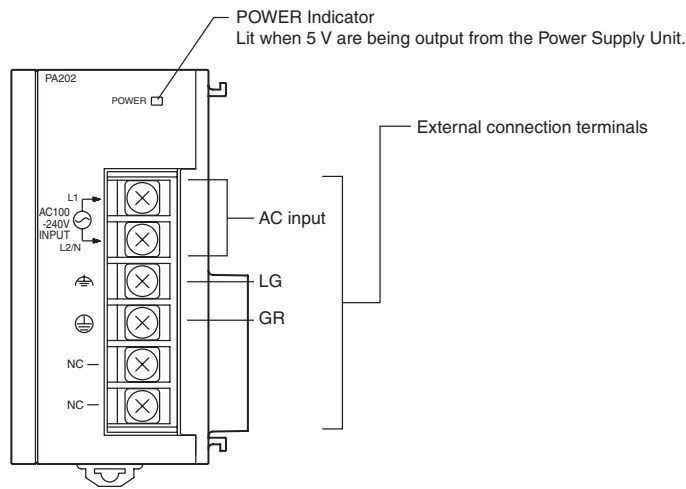 POWER Indicator
Lit when 5 V are being output from the Power Supply Unit.
PA202
POWER
External connection terminals
L1
AC100
-240V
INPUT
L2/N
AC input
LG
GR
NC
NC